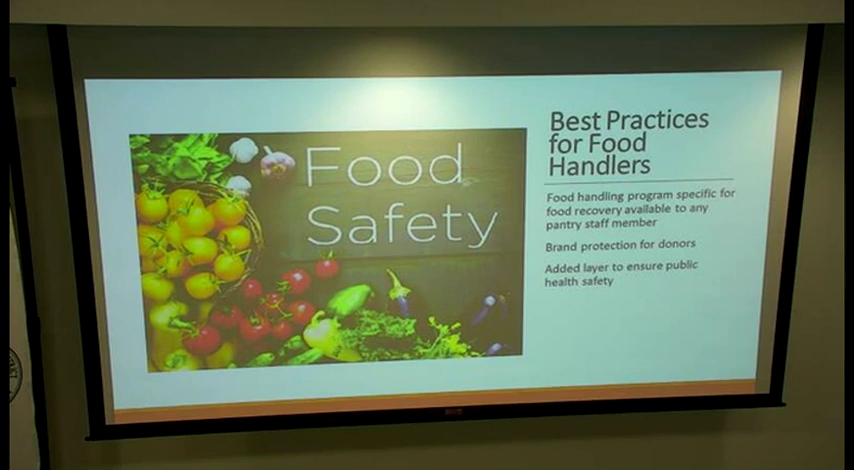 Food
Safety
Best Practices
for Food
Handlers
Food handling program specific for
food recovery available to any
pantry staff member
Brand protection for donors
Added layer to ensure public
health safety